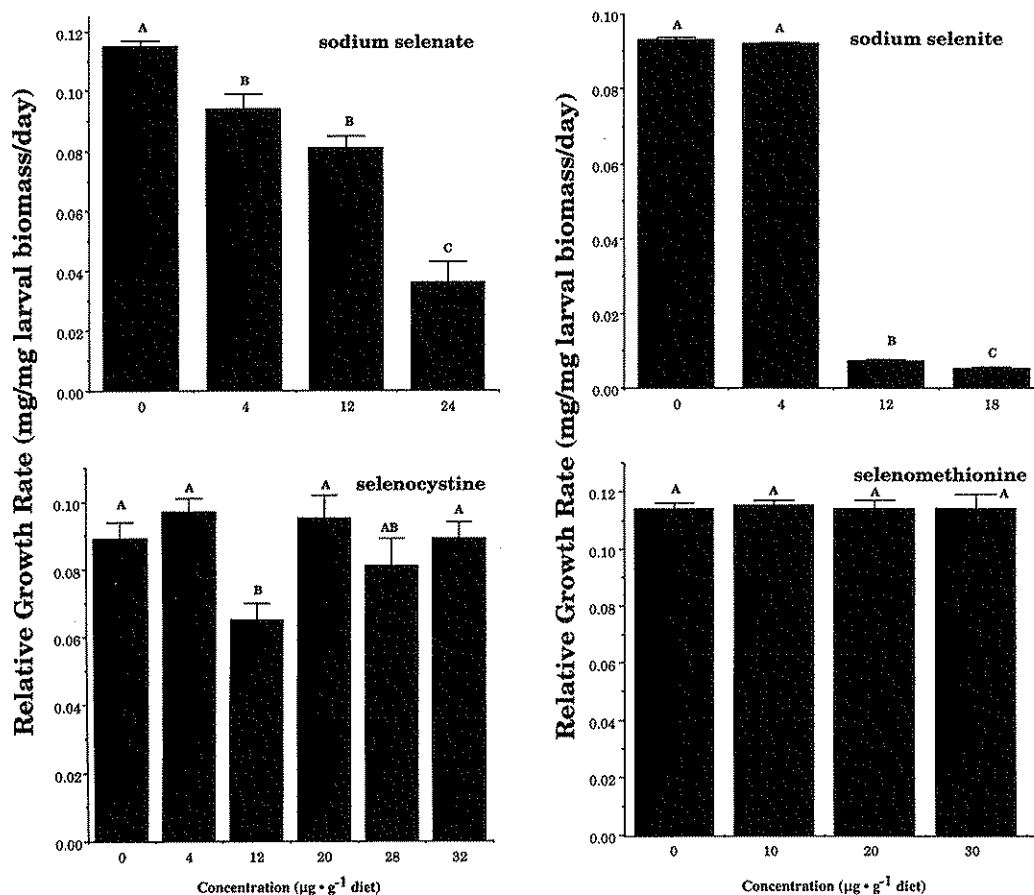 Relative Growth Rate (mg/mg larval biomass/day)
sodium selenate
0.12
0.10
0.08
0.06
0.04
0.02
0.00
A
B
B
C
0
4
12
24
Relative Growth Rate (mg/mg larval biomass/day)
sodium selenite
0.10
0.08
0.06
0.04
0.02
0.00
A
A
B
C
0
4
12
18
selenocystine
0.10
0.08
0.06
0.04
0.02
0.00
A
A
B
A
AB
A
0
4
12
20
28
32
Concentration (µg • g⁻¹ diet)
selenomethionine
0.12
0.10
0.08
0.06
0.04
0.02
0.00
A
A
A
A
0
10
20
30
Concentration (µg • g⁻¹ diet)